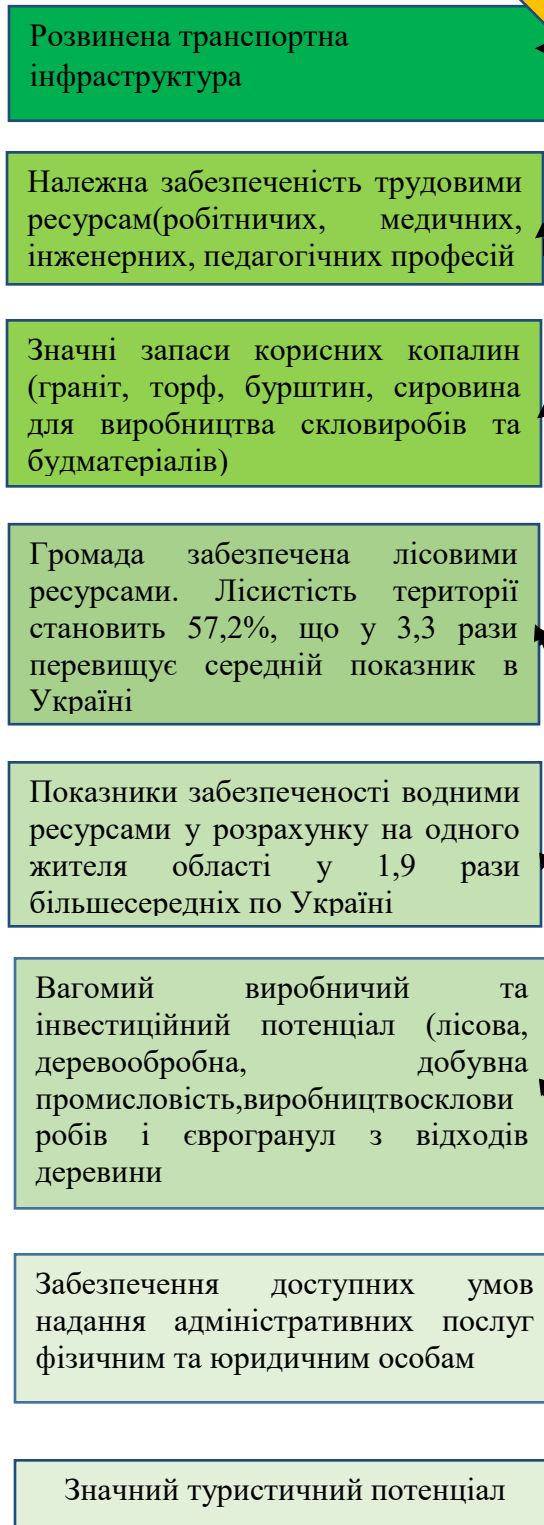 Розвинена транспортна
інфраструктура
Належна забезпеченість трудовими
ресурсам(робітничих, медичних,
інженерних, педагогічних професій
Значні запаси корисних копалин
(граніт, торф, бурштин, сировина
для виробництва скловиробів та
будматеріалів)
Громада забезпечена лісовими
ресурсами. Лісистість території
становить 57,2%, що у 3,3 рази
перевищує середній показник в
Україні
Показники забезпеченості водними
ресурсами у розрахунку на одного
жителя області у 1,9 рази
більшесередніх по Україні
Вагомий виробничий та
інвестиційний потенціал (лісова,
деревообробна, добувна
промисловість,виробництвосклови
робів і єврогранул з відходів
деревини
Забезпечення доступних умов
надання адміністративних послуг
фізичним та юридичним особам
Значний туристичний потенціал